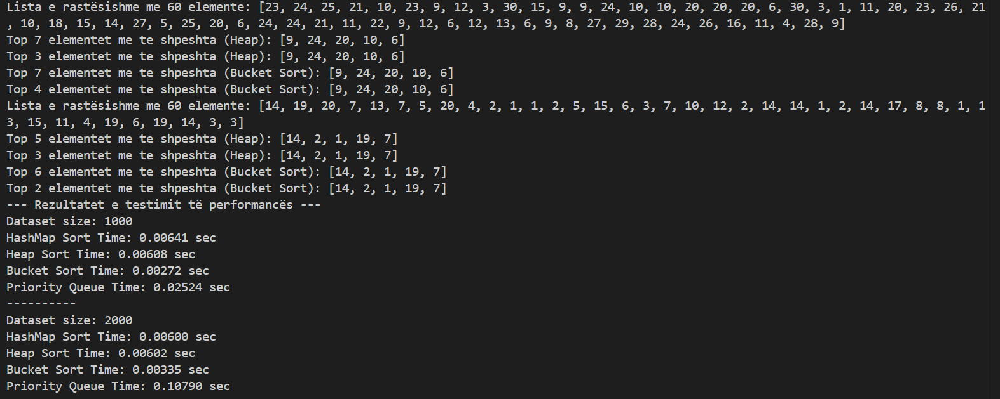 Lista e rastësishme me 60 elemente: [23, 24, 25, 21, 10, 23, 9, 12, 3, 30, 15, 9, 9, 24, 10, 10, 20, 20, 20, 6, 30, 3, 1, 11, 20, 23, 26, 21
, 10, 18, 15, 14, 27, 5, 25, 20, 6, 24, 24, 21, 11, 22, 9, 12, 6, 12, 13, 6, 9, 8, 27, 29, 28, 24, 26, 16, 11, 4, 28, 9]
Top 7 elementet me te shpeshta (Heap): [9, 24, 20, 10, 6]
Top 3 elementet me te shpeshta (Heap): [9, 24, 20, 10, 6]
Top 7 elementet me te shpeshta (Bucket Sort): [9, 24, 20, 10, 6]
Top 4 elementet me te shpeshta (Bucket Sort): [9, 24, 20, 10, 6]
Lista e rastësishme me 60 elemente: [14, 19, 20, 7, 13, 7, 5, 20, 4, 2, 1, 1, 2, 5, 15, 6, 3, 7, 10, 12, 2, 14, 14, 1, 2, 14, 17, 8, 8, 1, 1
3, 15, 11, 4, 19, 6, 19, 14, 3, 3]
Top 5 elementet me te shpeshta (Heap): [14, 2, 1, 19, 7]
Top 3 elementet me te shpeshta (Heap): [14, 2, 1, 19, 7]
Top 6 elementet me te shpeshta (Bucket Sort): [14, 2, 1, 19, 7]
Top 2 elementet me te shpeshta (Bucket Sort): [14, 2, 1, 19, 7]
--- Rezultatet e testimit të performancës ---
Dataset size: 1000
HashMap Sort Time: 0.00641 sec
Heap Sort Time: 0.00608 sec
Bucket Sort Time: 0.00272 sec
Priority Queue Time: 0.02524 sec
----------
Dataset size: 2000
HashMap Sort Time: 0.00600 sec
Heap Sort Time: 0.00602 sec
Bucket Sort Time: 0.00335 sec
Priority Queue Time: 0.10790 sec